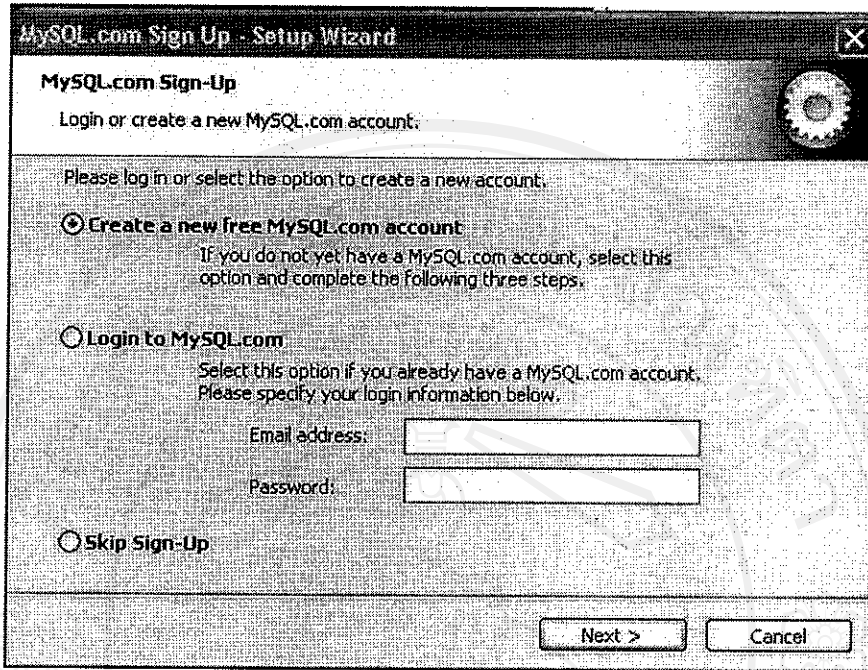 MySQL.com Sign Up - Setup Wizard
MySQL.com Sign-Up
Login or create a new MySQL.com account.
Please log in or select the option to create a new account.
Create a new free MySQL.com account
If you do not yet have a MySQL.com account, select this
option and complete the following three steps.
Login to MySQL.com
Select this option if you already have a MySQL.com account.
Please specify your login information below.
Email address:
Password:
Skip Sign-Up
Next >
Cancel